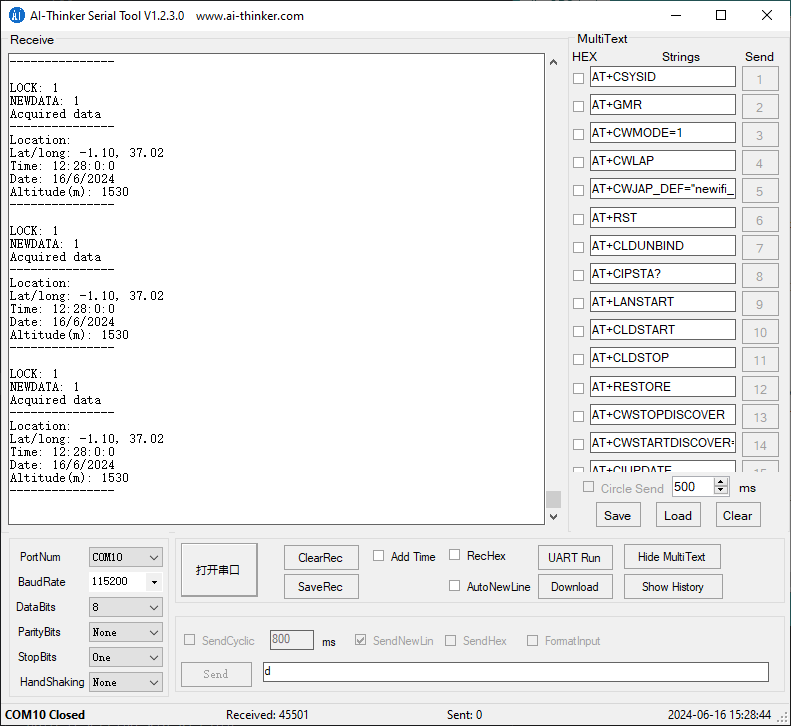 AI-Thinker Serial Tool V1.2.3.0    www.ai-thinker.com
Receive
---------------
LOCK: 1
NEWDATA: 1
Acquired data
---------------
Location:
Lat/long: -1.10, 37.02
Time: 12:28:0:0
Date: 16/6/2024
Altitude(m): 1530
---------------
LOCK: 1
NEWDATA: 1
Acquired data
---------------
Location:
Lat/long: -1.10, 37.02
Time: 12:28:0:0
Date: 16/6/2024
Altitude(m): 1530
---------------
LOCK: 1
NEWDATA: 1
Acquired data
---------------
Location:
Lat/long: -1.10, 37.02
Time: 12:28:0:0
Date: 16/6/2024
Altitude(m): 1530
---------------
MultiText
HEX Strings Send
AT+CSYSID 1
AT+GMR 2
AT+CWMODE=1 3
AT+CWLAP 4
AT+CWJAP_DEF="newifi_ 5
AT+RST 6
AT+CLDUNBIND 7
AT+CIPSTA? 8
AT+LANSTART 9
AT+CLDSTART 10
AT+CLDSTOP 11
AT+RESTORE 12
AT+CWSTOPDISCOVER 13
AT+CWSTARTDISCOVER= 14
AT+CIUPDATE 15
Circle Send 500 ms
Save Load Clear
PortNum COM10
BaudRate 115200
DataBits 8
ParityBits None
StopBits One
HandShaking None
打开串口
ClearRec Add Time RecHex UART Run Hide MultiText
SaveRec AutoNewLine Download Show History
SendCyclic 800 ms SendNewLin SendHex FormatInput
Send d
COM10 Closed Received: 45501 Sent: 0 2024-06-16 15:28:44